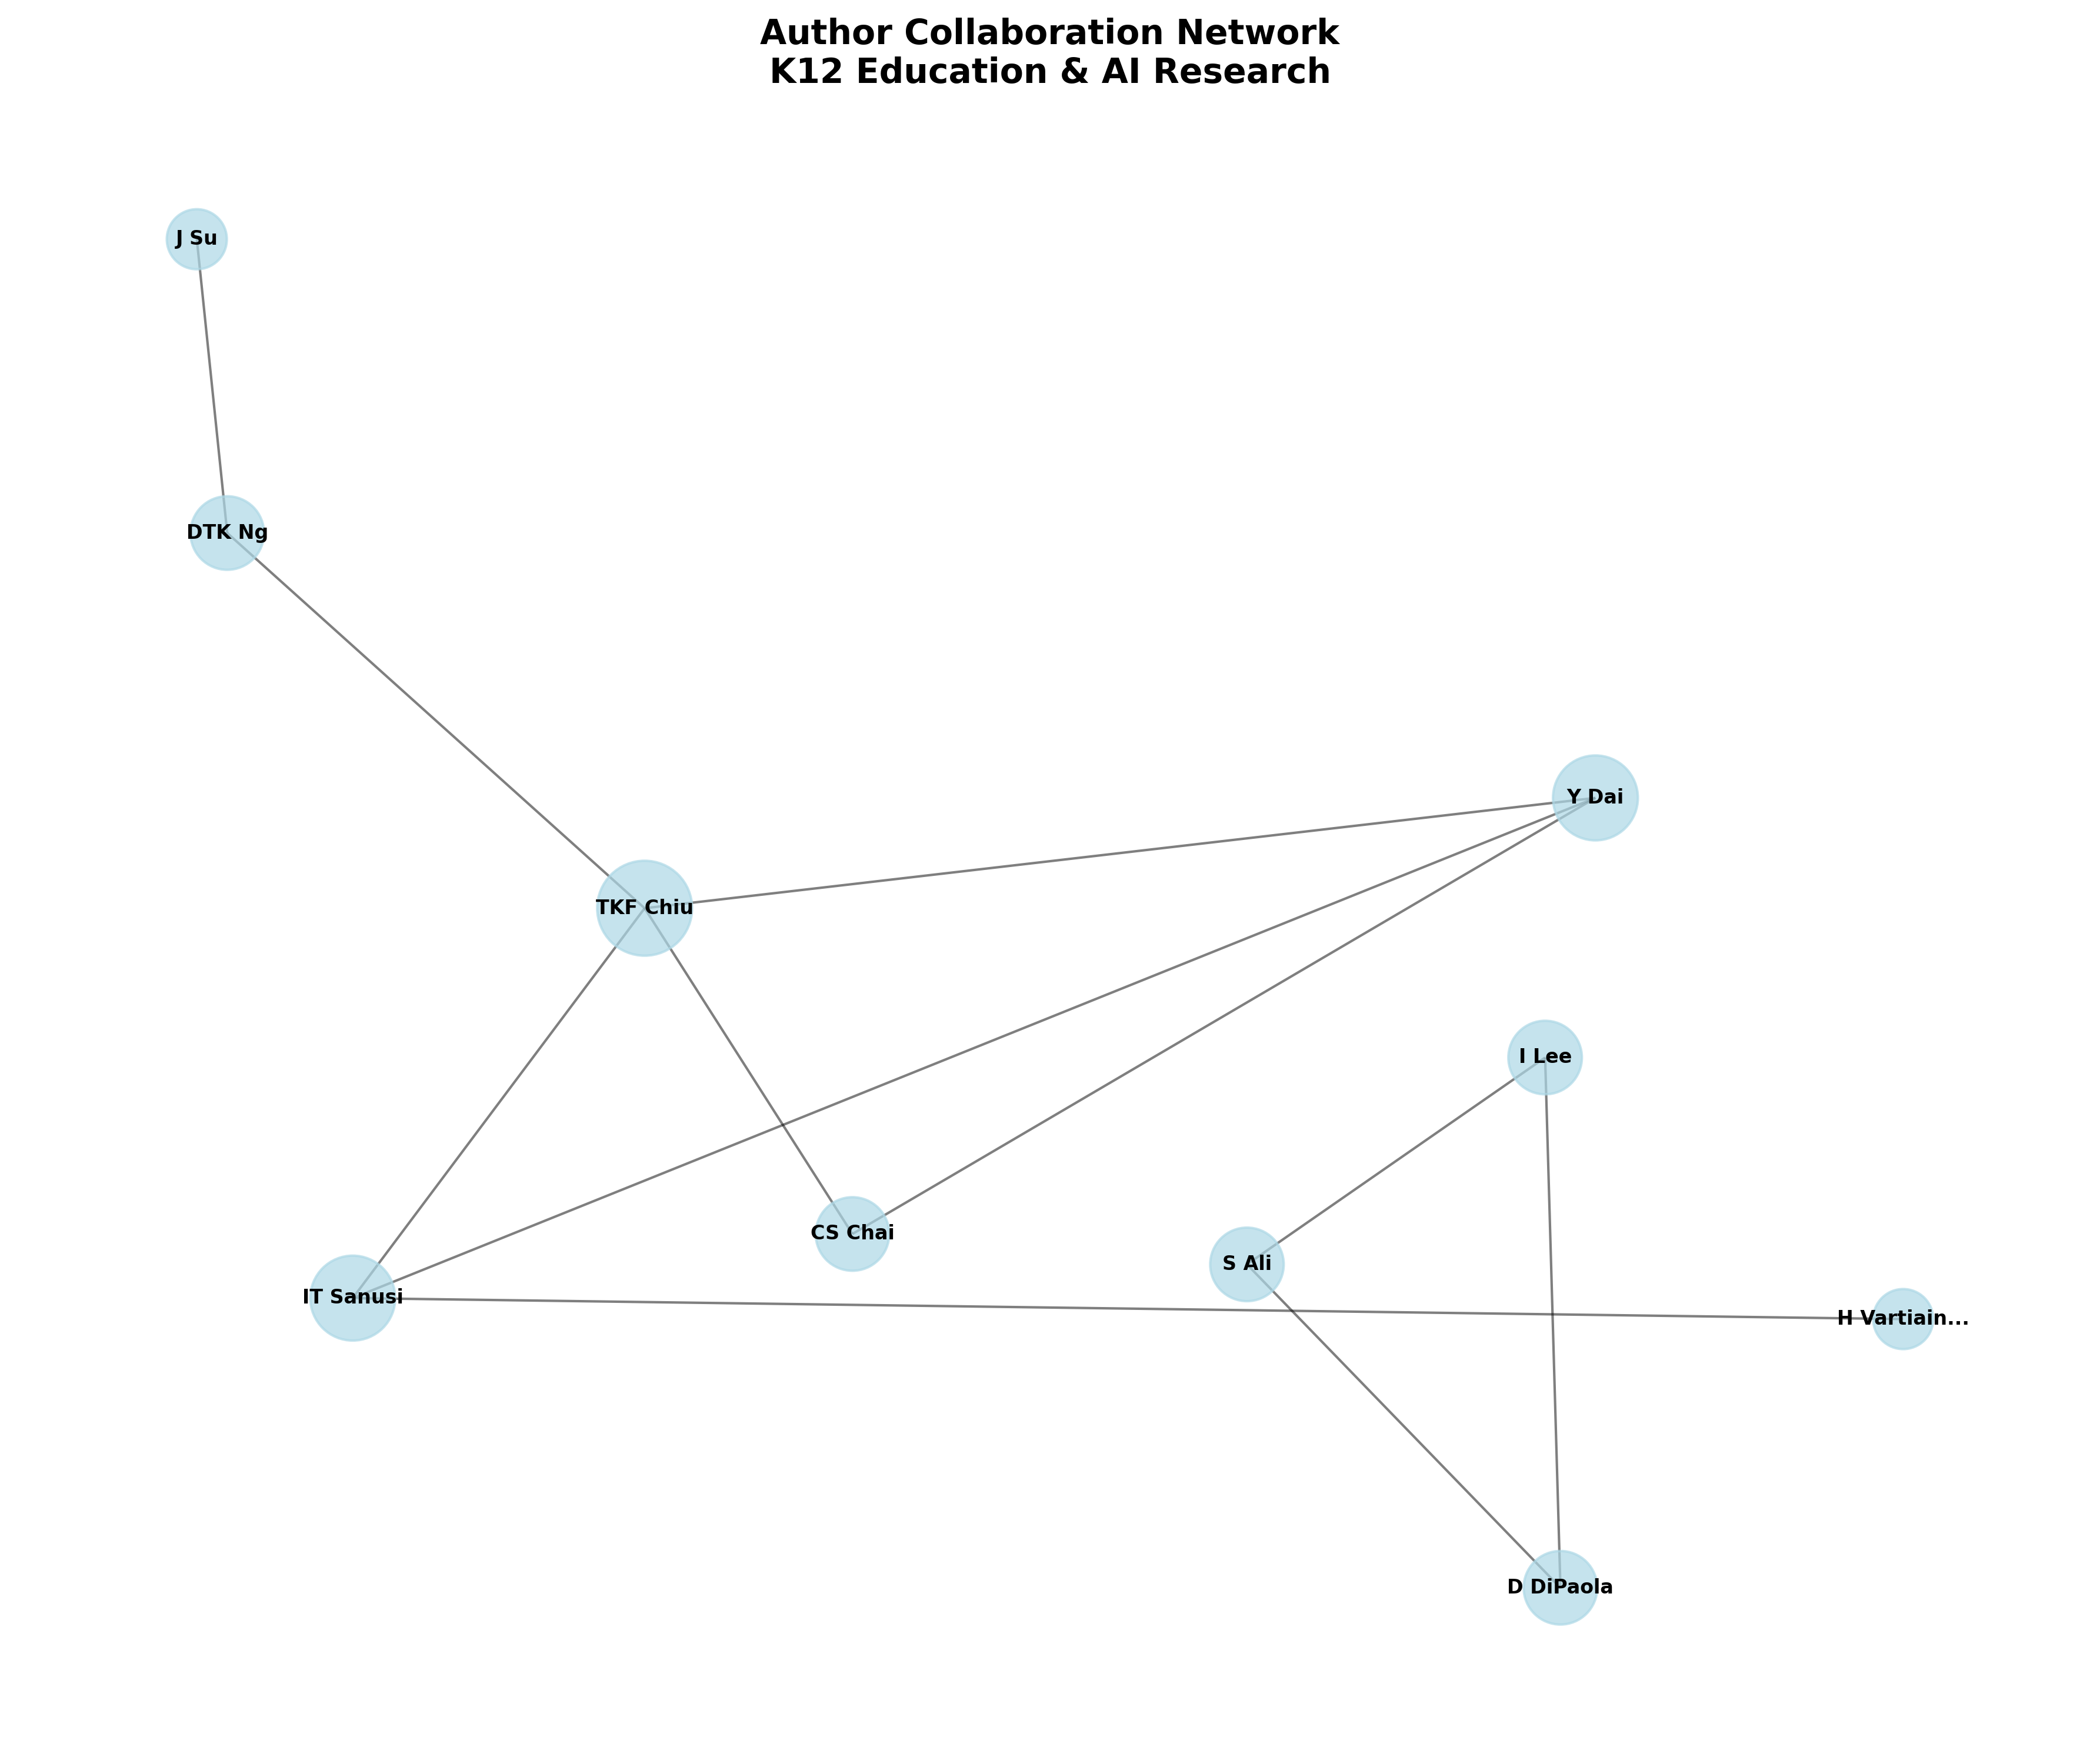 Author Collaboration Network
K12 Education & AI Research
J Su
DTK Ng
Y Dai
TKF Chiu
I Lee
CS Chai
S Ali
IT Sanusi
H Vartiain...
D DiPaola